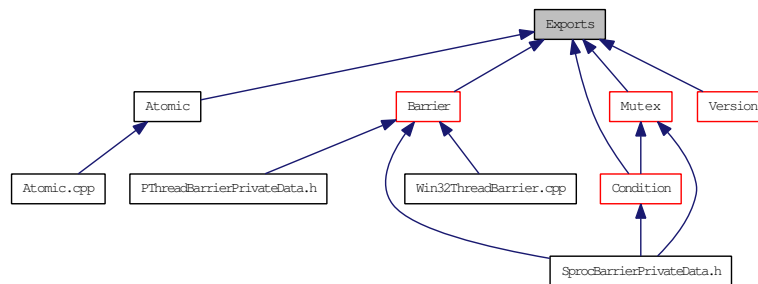 Exports
Atomic
Barrier
Mutex
Version
Atomic.cpp
PThreadBarrierPrivateData.h
Win32ThreadBarrier.cpp
Condition
SprocBarrierPrivateData.h